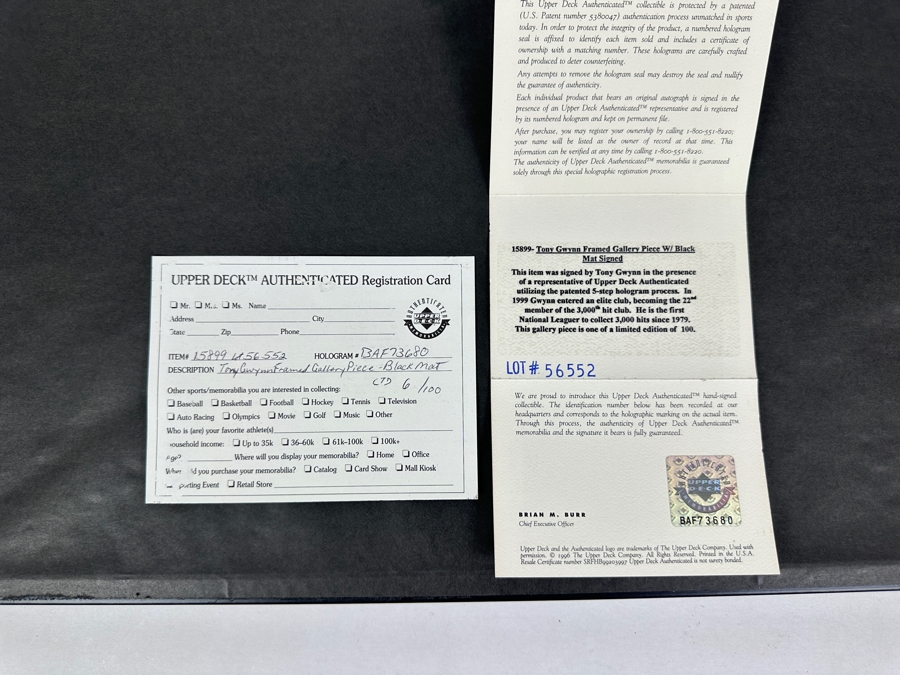 UPPER DECK™ AUTHENTICATED Registration Card
Mr. M.. Ms. Name
Address City
State Zip Phone
AUTHENTICATED
UPPER DECK
MEMORABILIA
ITEM# 15899 Lt 56552 HOLOGRAM# BAF73680
DESCRIPTION Tony Gwynn Framed Gallery Piece - Black Mat
LTD 6/100
Other sports/memorabilia you are interested in collecting:
Baseball Basketball Football Hockey Tennis Television
Auto Racing Olympics Movie Golf Music Other
Who is (are) your favorite athlete(s)
ousehold income: Up to 35k 36-60k 61k-100k 100k+
Age? Where will you display your memorabilia? Home Office
d you purchase your memorabilia? Catalog Card Show Mall Kiosk
orting Event Retail Store
This Upper Deck Authenticated™ collectible is protected by a patented
(U.S. Patent number 5380047) authentication process unmatched in sports
today. In order to protect the integrity of the product, a numbered hologram
seal is affixed to identify each item sold and includes a certificate of
ownership with a matching number. These holograms are carefully crafted
and produced to deter counterfeiting.
Any attempts to remove the hologram seal may destroy the seal and nullify
the guarantee of authenticity.
Each individual product that bears an original autograph is signed in the
presence of an Upper Deck Authenticated™ representative and is registered
by its numbered hologram and kept on permanent file.
After purchase, you may register your ownership by calling 1-800-551-8220;
your name will be listed as the owner of record at that time. This
information can be verified at any time by calling 1-800-551-8220.
The authenticity of Upper Deck Authenticated™ memorabilia is guaranteed
solely through this special holographic registration process.
15899- Tony Gwynn Framed Gallery Piece W/ Black
Mat Signed
This item was signed by Tony Gwynn in the presence
of a representative of Upper Deck Authenticated
utilizing the patented 5-step hologram process. In
1999 Gwynn entered an elite club, becoming the 22nd
member of the 3,000th hit club. He is the first
National Leaguer to collect 3,000 hits since 1979.
This gallery piece is one of a limited edition of 100.
LOT# 56552
We are proud to introduce this Upper Deck Authenticated™ hand-signed
collectible. The identification number below has been recorded at our
headquarters and corresponds to the holographic marking on the actual item.
Through this process, the authenticity of Upper Deck Authenticated™
memorabilia and the signature it bears is fully guaranteed.
UPPER
DECK
BAF73680
BRIAN M. BURR
Chief Executive Officer
Upper Deck and the Authenticated logo are trademarks of The Upper Deck Company. Used with
permission. © 1996 The Upper Deck Company. All Rights Reserved. Printed in the U.S.A.
Resale Certificate number SRFHB99203997 Upper Deck Authenticated is not surety bonded.